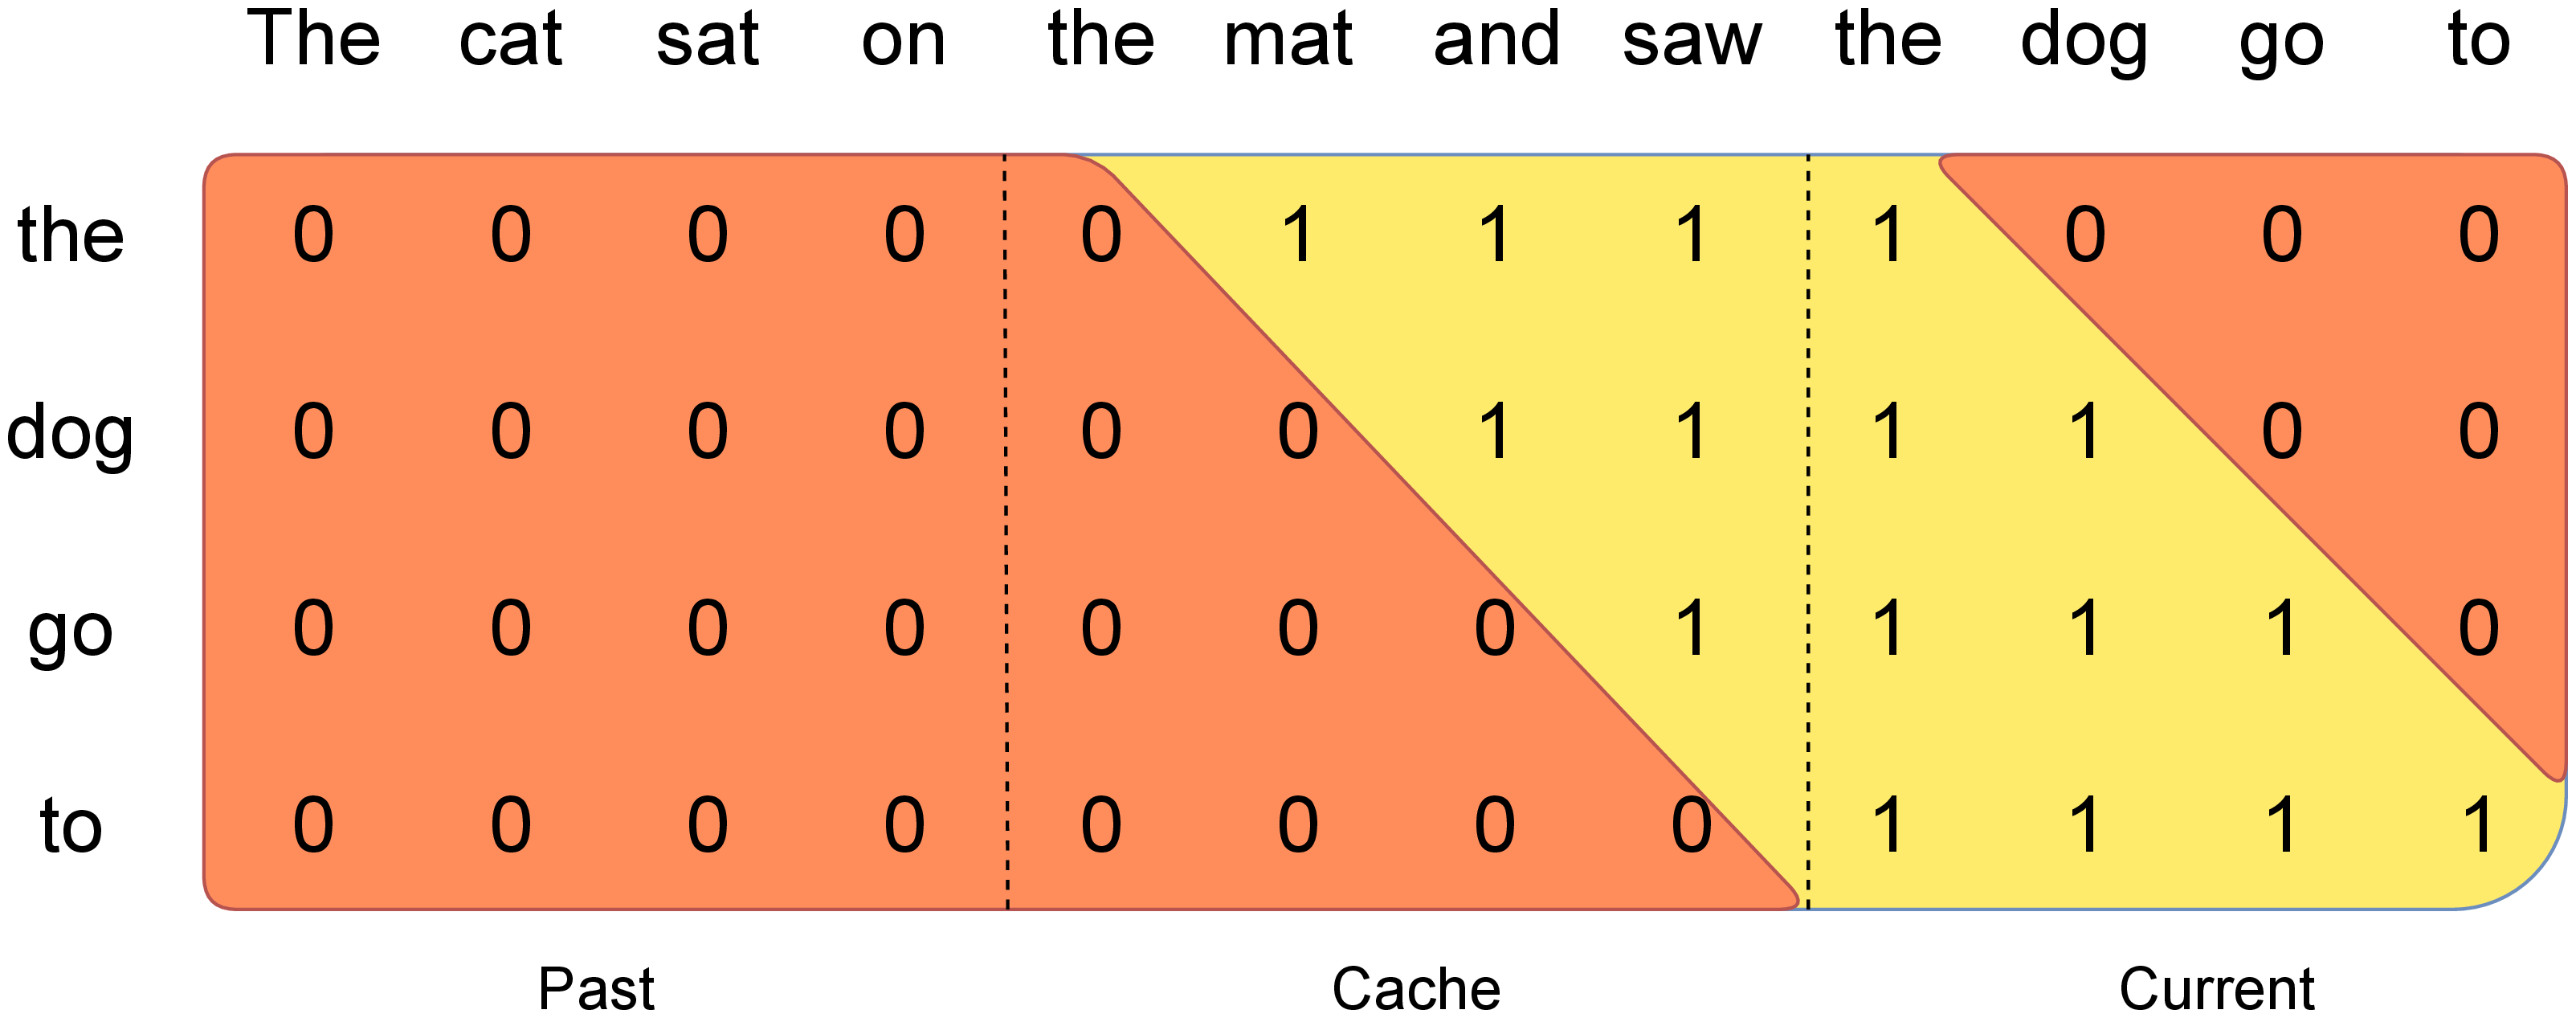 The cat sat on the mat and saw the dog go to
the 0 0 0 0 0 1 1 1 1 0 0 0
dog 0 0 0 0 0 0 1 1 1 1 0 0
go 0 0 0 0 0 0 0 1 1 1 1 0
to 0 0 0 0 0 0 0 0 1 1 1 1
Past Cache Current